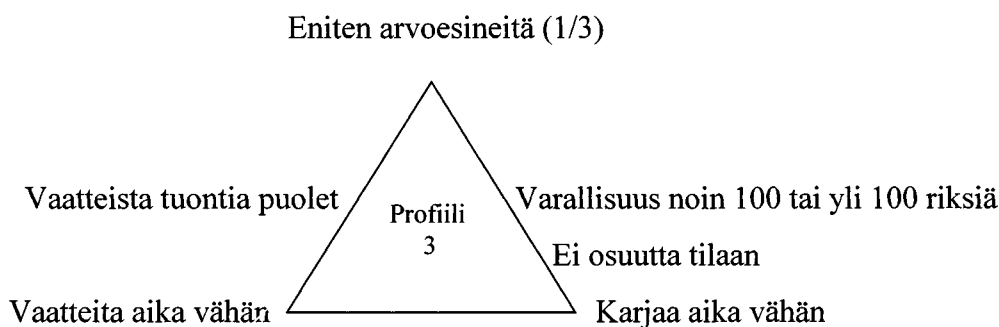 Eniten arvoesineitä (1/3)
Vaatteista tuontia puolet
Profiili
3
Varallisuus noin 100 tai yli 100 riksiä
Ei osuutta tilaan
Vaatteita aika vähän
Karjaa aika vähän